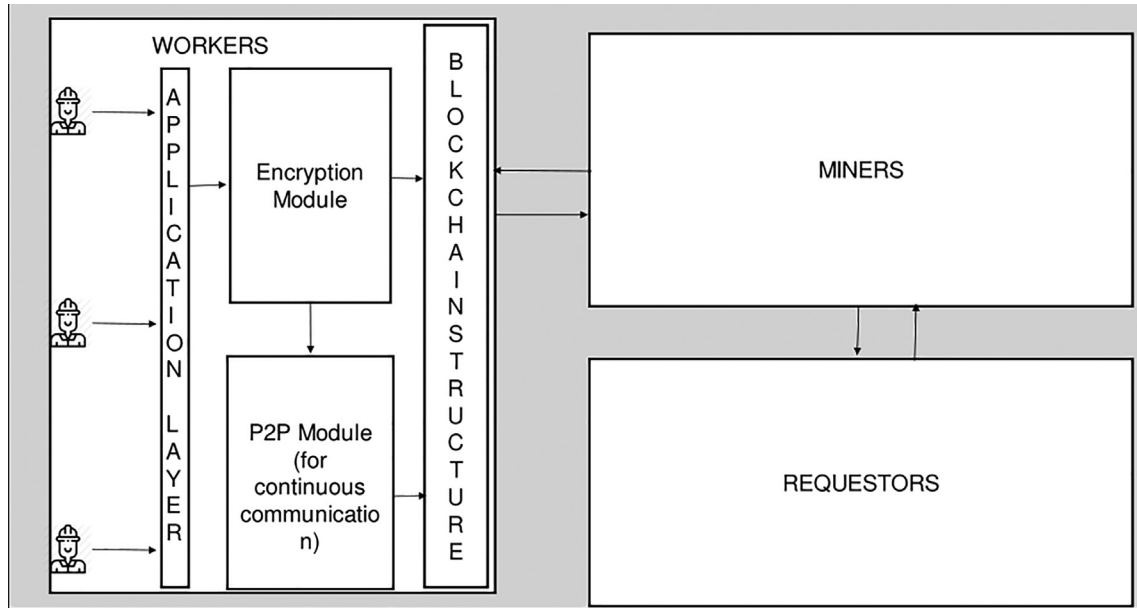 WORKERS
APPLICATION LAYER
Encryption
Module
P2P Module
(for
continuous
communicatio
n)
BLOCKCHAINSTRUCTURE
MINERS
REQUESTORS